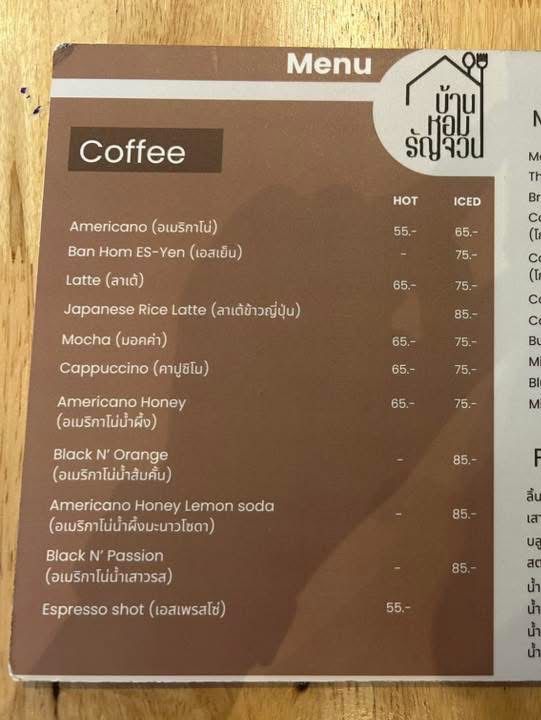 Menu
บ้าน
หอม
รัญจวน
Coffee
HOT ICED
Americano (อเมริกาโน่) 55.- 65.-
Ban Hom ES-Yen (เอสเย็น) - 75.-
Latte (ลาเต้) 65.- 75.-
Japanese Rice Latte (ลาเต้ข้าวญี่ปุ่น) 85.-
Mocha (มอคค่า) 65.- 75.-
Cappuccino (คาปูชิโน) 65.- 75.-
Americano Honey 65.- 75.-
(อเมริกาโน่น้ำผึ้ง)
Black N' Orange - 85.-
(อเมริกาโน่น้ำส้มคั้น)
Americano Honey Lemon soda - 85.-
(อเมริกาโน่น้ำผึ้งมะนาวโซดา)
Black N' Passion - 85.-
(อเมริกาโน่น้ำเสาวรส)
Espresso shot (เอสเพรสโซ่) 55.-